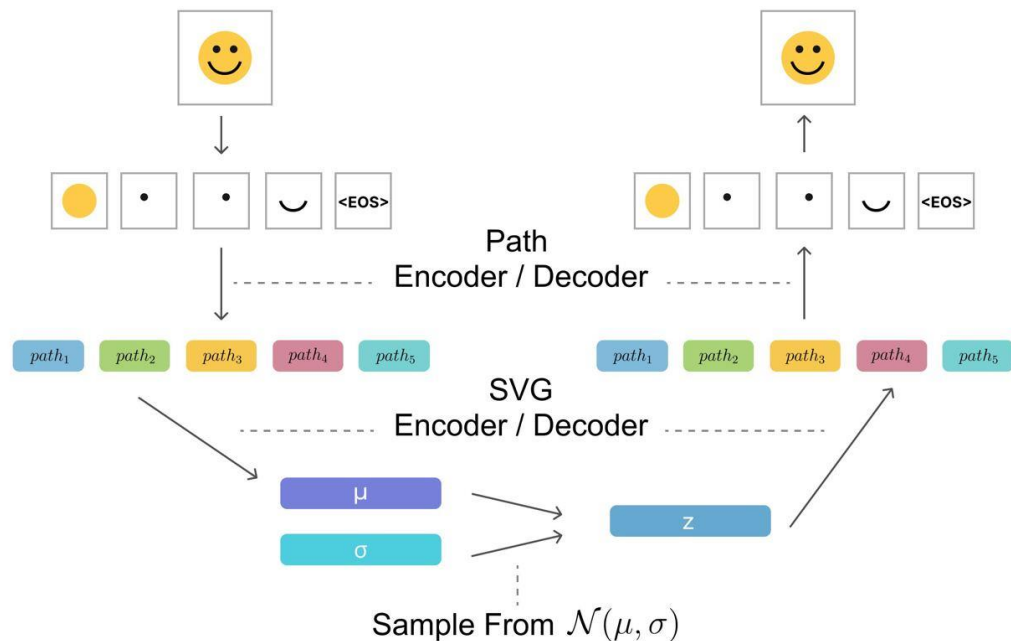 <EOS>
<EOS>
Path
Encoder / Decoder
path₁ path₂ path₃ path₄ path₅
path₁ path₂ path₃ path₄ path₅
SVG
Encoder / Decoder
μ
σ
z
Sample From 𝒩(μ, σ)